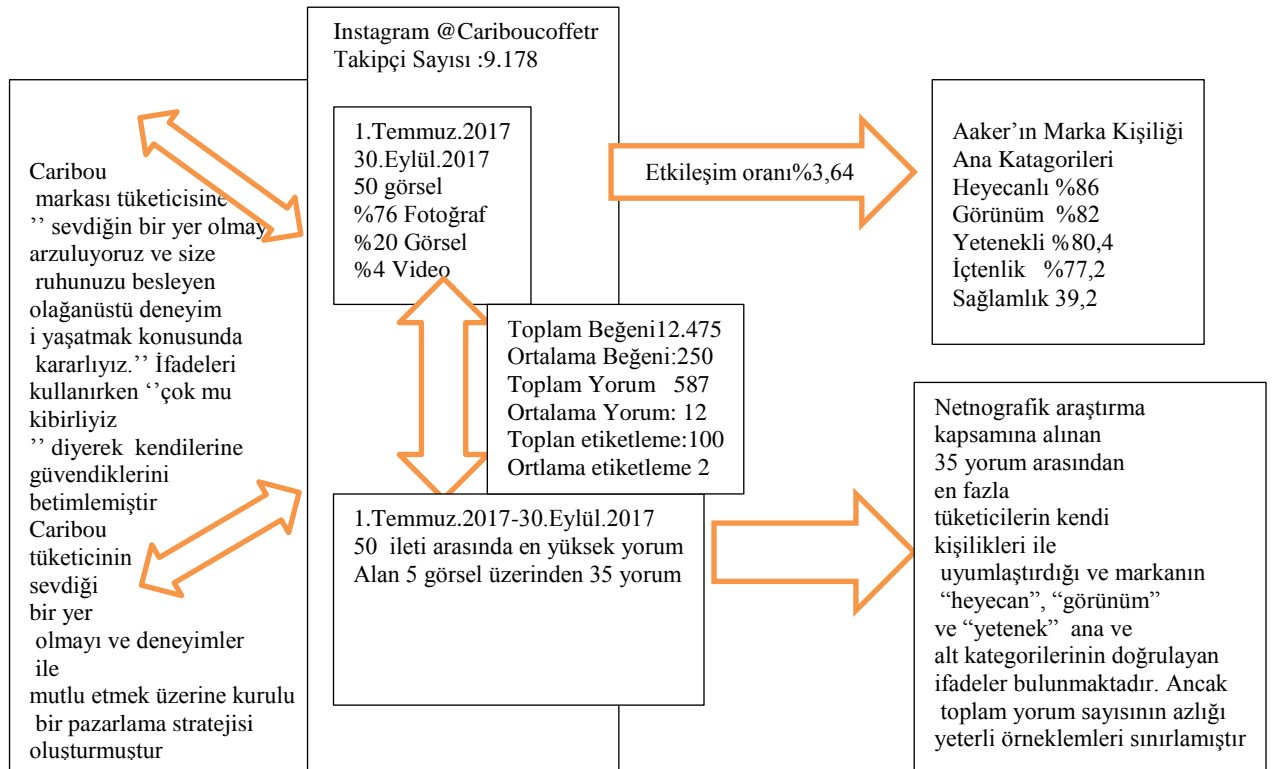 Instagram @Cariboucoffetr
Takipçi Sayısı :9.178
Caribou
markası tüketicisine
’’ sevdiğin bir yer olmay
arzuluyoruz ve size
ruhunuzu besleyen
olağanüstü deneyim
i yaşatmak konusunda
kararlıyız.’’ İfadeleri
kullanırken ‘’çok mu
kibirliyiz
’’ diyerek kendilerine
güvendiklerini
betimlemiştir
Caribou
tüketicinin
sevdiği
bir yer
olmayı ve deneyimler
ile
mutlu etmek üzerine kurulu
bir pazarlama stratejisi
oluşturmuştur
1.Temmuz.2017
30.Eylül.2017
50 görsel
%76 Fotoğraf
%20 Görsel
%4 Video
Toplam Beğeni12.475
Ortalama Beğeni:250
Toplam Yorum 587
Ortalama Yorum: 12
Toplan etiketleme:100
Ortlama etiketleme 2
1.Temmuz.2017-30.Eylül.2017
50 ileti arasında en yüksek yorum
Alan 5 görsel üzerinden 35 yorum
Etkileşim oranı%3,64
Aaker’ın Marka Kişiliği
Ana Katagorileri
Heyecanlı %86
Görünüm %82
Yetenekli %80,4
İçtenlik %77,2
Sağlamlık 39,2
Netnografik araştırma
kapsamına alınan
35 yorum arasından
en fazla
tüketicilerin kendi
kişilikleri ile
uyumlaştırdığı ve markanın
“heyecan”, “görünüm”
ve “yetenek” ana ve
alt kategorilerinin doğrulayan
ifadeler bulunmaktadır. Ancak
toplam yorum sayısının azlığı
yeterli örneklemleri sınırlamıştır